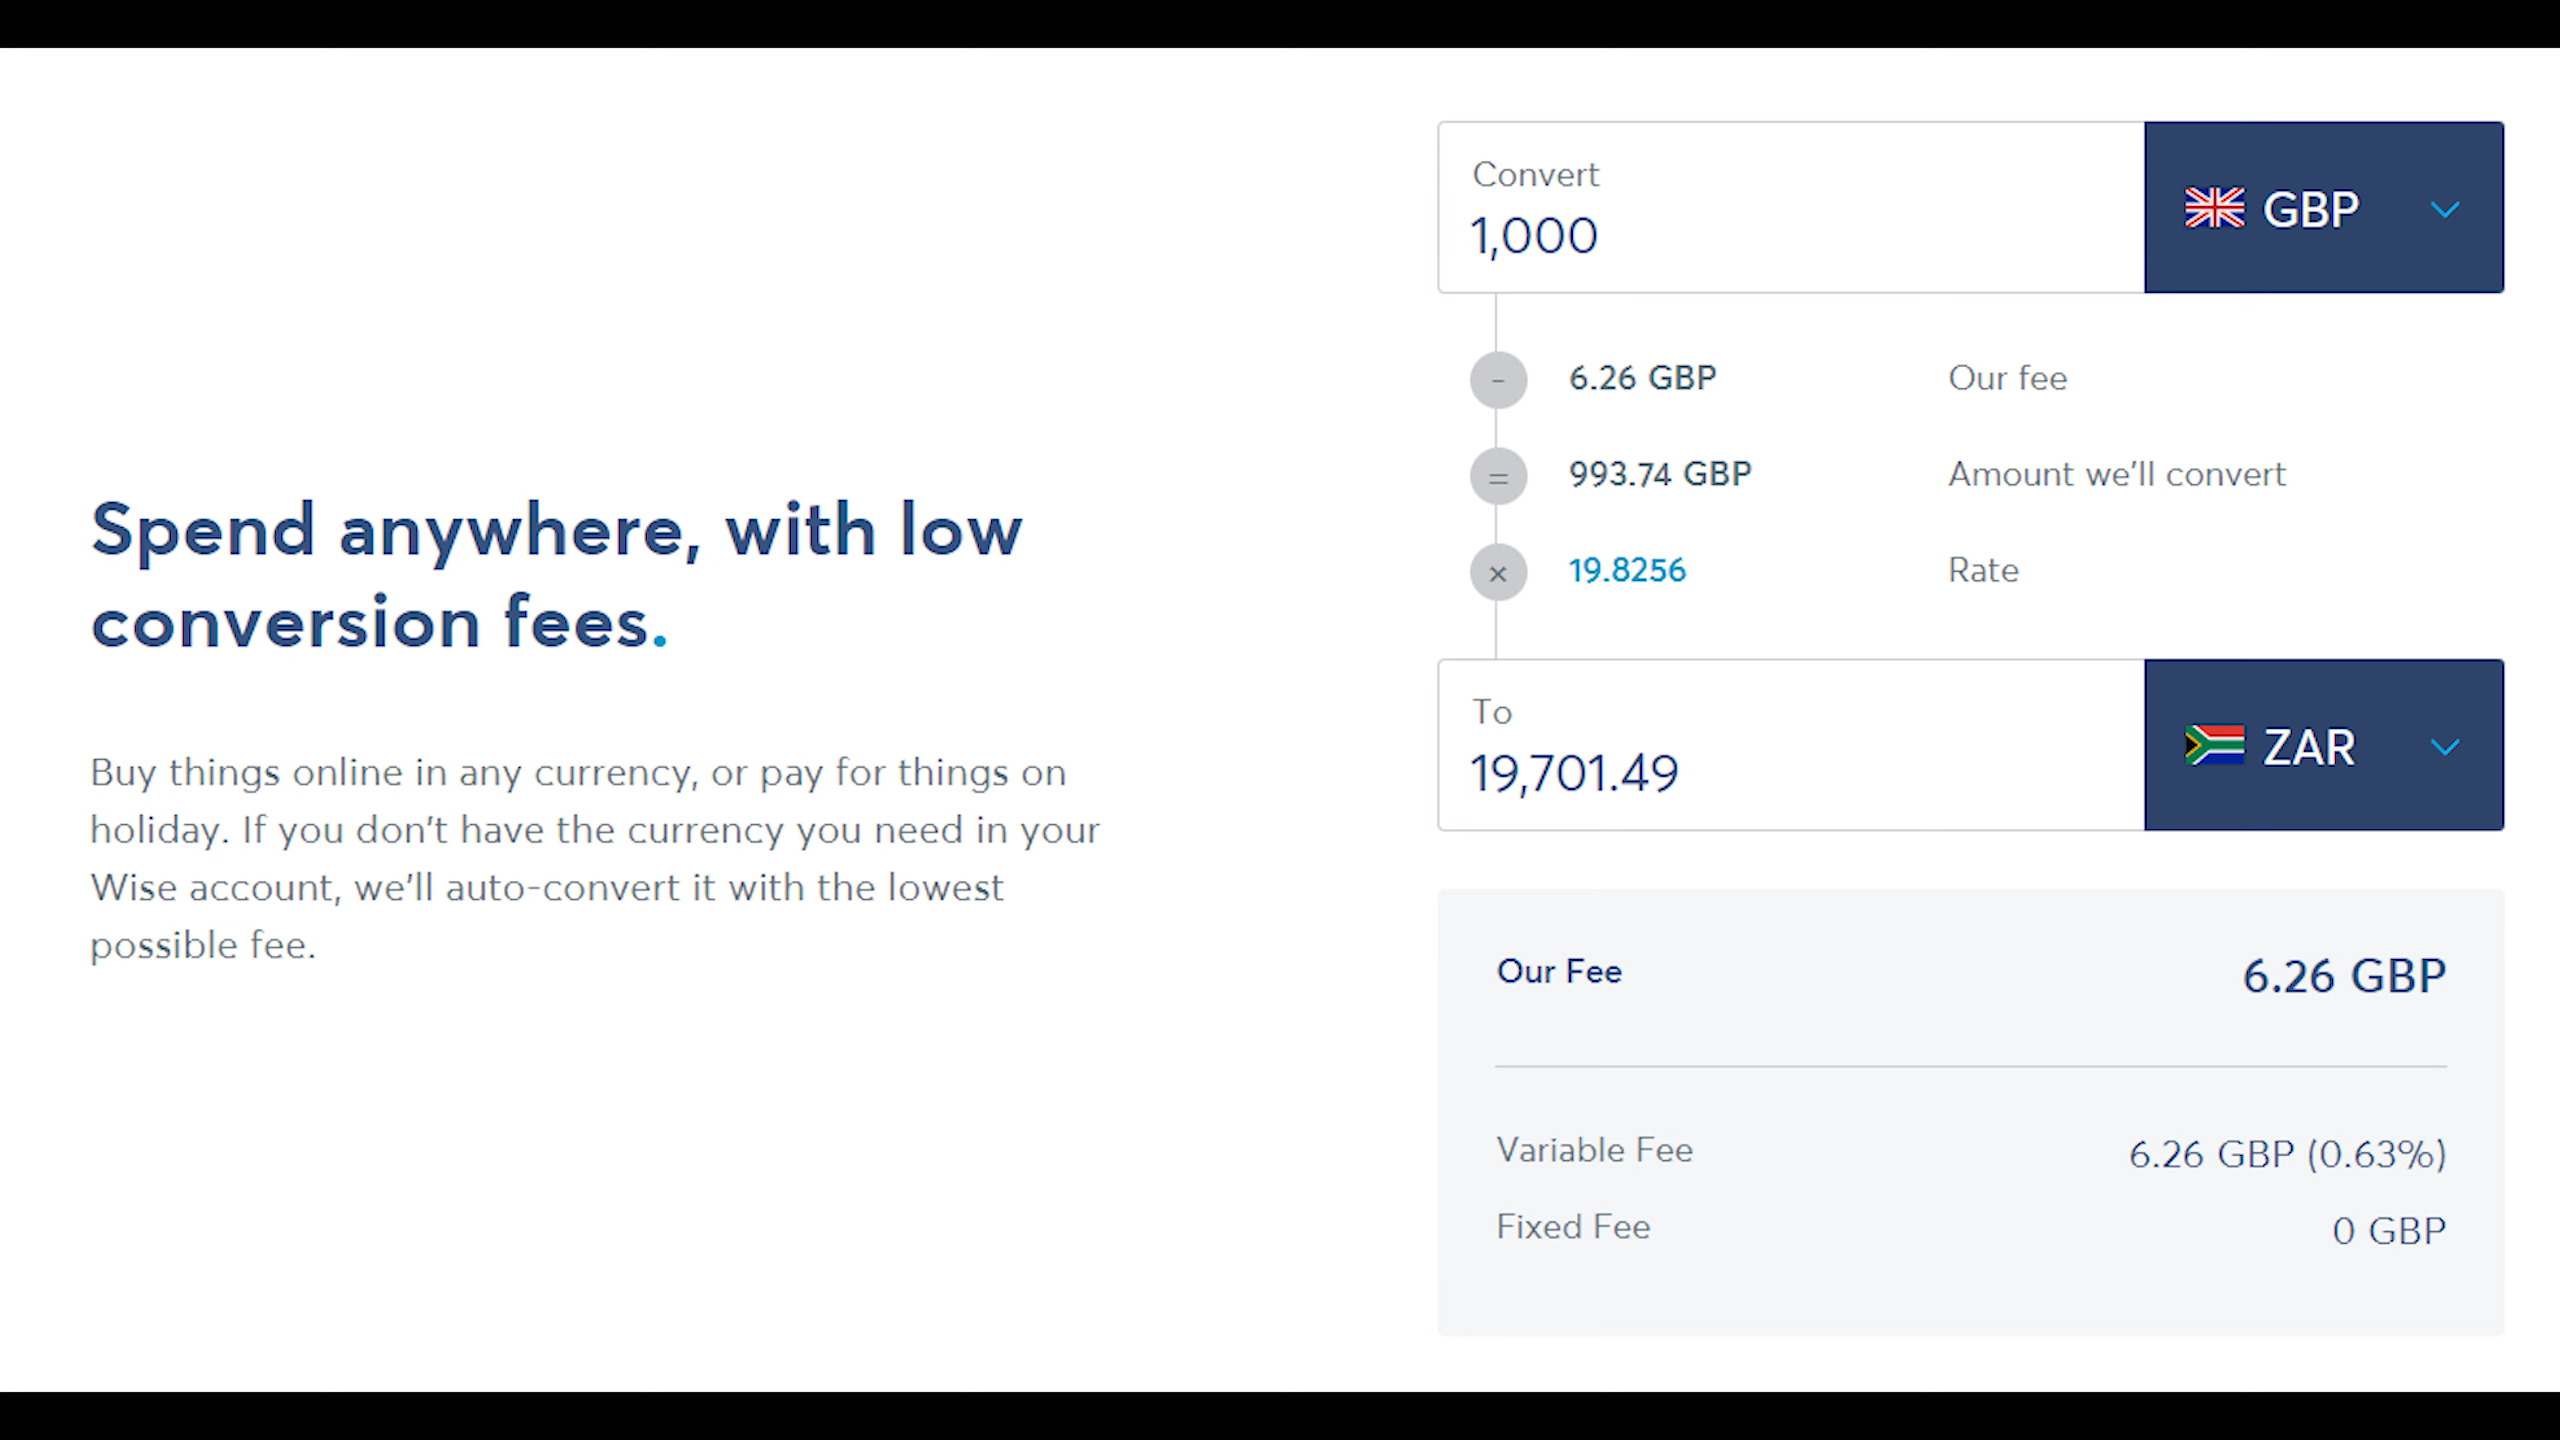 Spend anywhere, with low
conversion fees.
Buy things online in any currency, or pay for things on
holiday. If you don't have the currency you need in your
Wise account, we'll auto-convert it with the lowest
possible fee.
Convert
1,000
GBP
- 6.26 GBP Our fee
= 993.74 GBP Amount we'll convert
× 19.8256 Rate
To
19,701.49
ZAR
Our Fee 6.26 GBP
Variable Fee 6.26 GBP (0.63%)
Fixed Fee 0 GBP